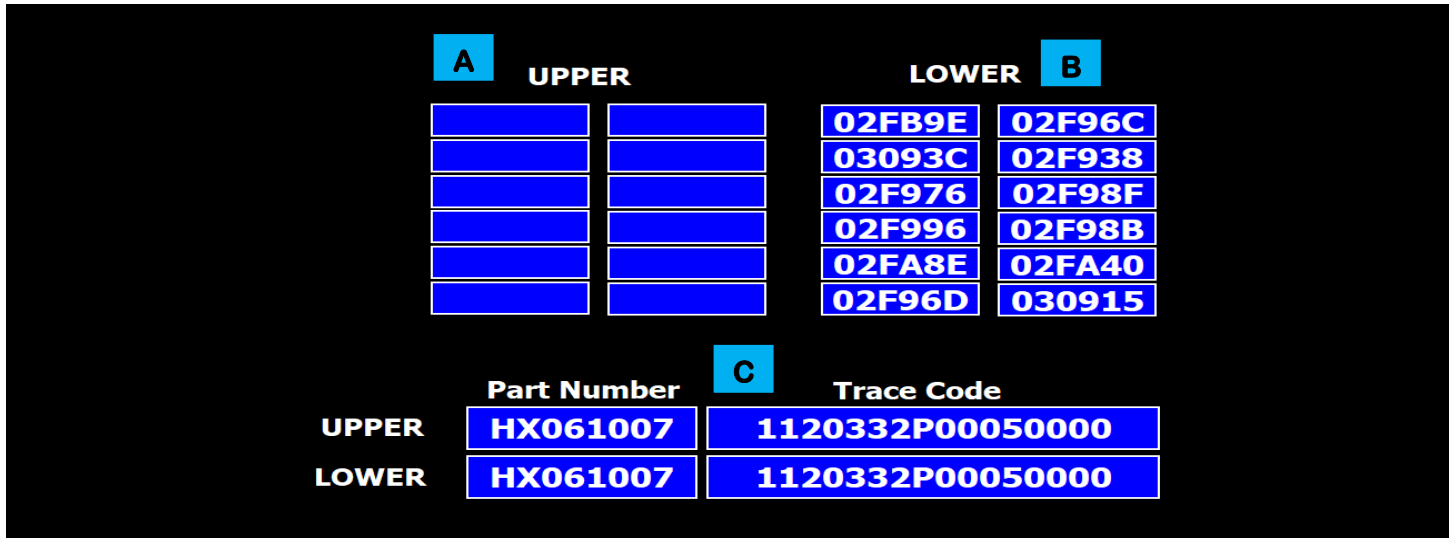 A
UPPER
LOWER
B
02FB9E 02F96C
03093C 02F938
02F976 02F98F
02F996 02F98B
02FA8E 02FA40
02F96D 030915
C
Part Number Trace Code
UPPER HX061007 1120332P00050000
LOWER HX061007 1120332P00050000